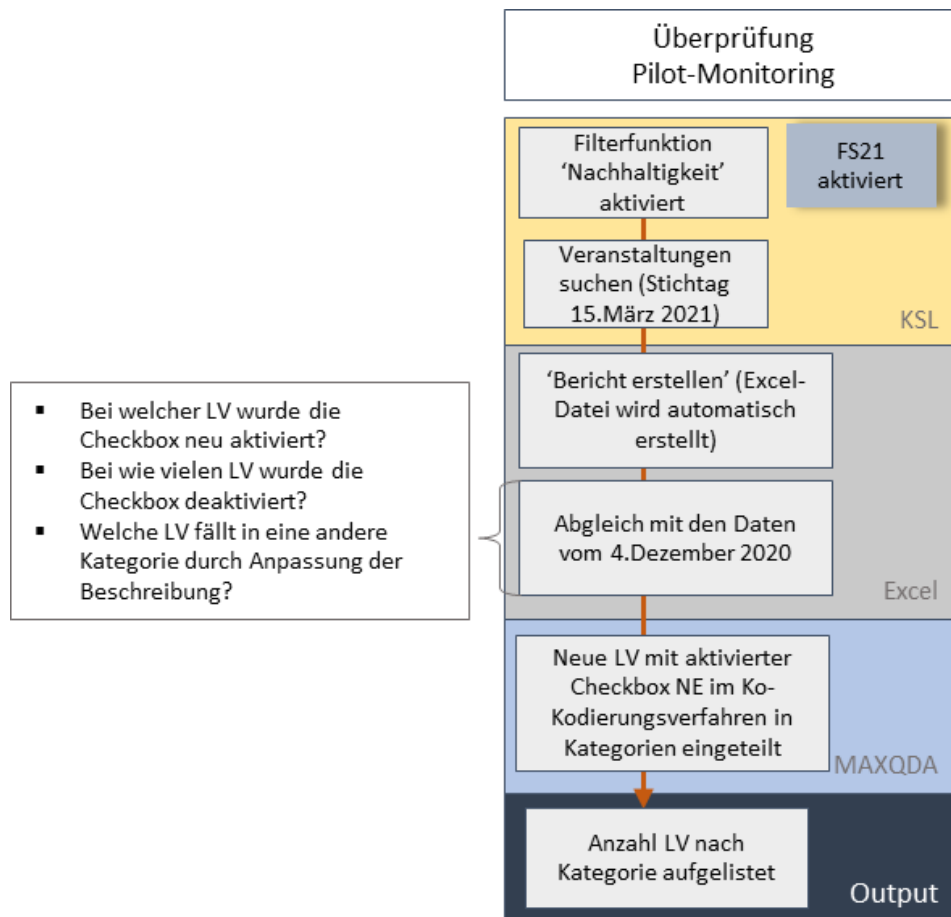 Überprüfung
Pilot-Monitoring
Filterfunktion
‘Nachhaltigkeit’
aktiviert
FS21
aktiviert
Veranstaltungen
suchen (Stichtag
15.März 2021)
KSL
‘Bericht erstellen’ (Excel-
Datei wird automatisch
erstellt)
▪ Bei welcher LV wurde die
Checkbox neu aktiviert?
▪ Bei wie vielen LV wurde die
Checkbox deaktiviert?
▪ Welche LV fällt in eine andere
Kategorie durch Anpassung der
Beschreibung?
Abgleich mit den Daten
vom 4.Dezember 2020
Excel
Neue LV mit aktivierter
Checkbox NE im Ko-
Kodierungsverfahren in
Kategorien eingeteilt
MAXQDA
Anzahl LV nach
Kategorie aufgelistet
Output